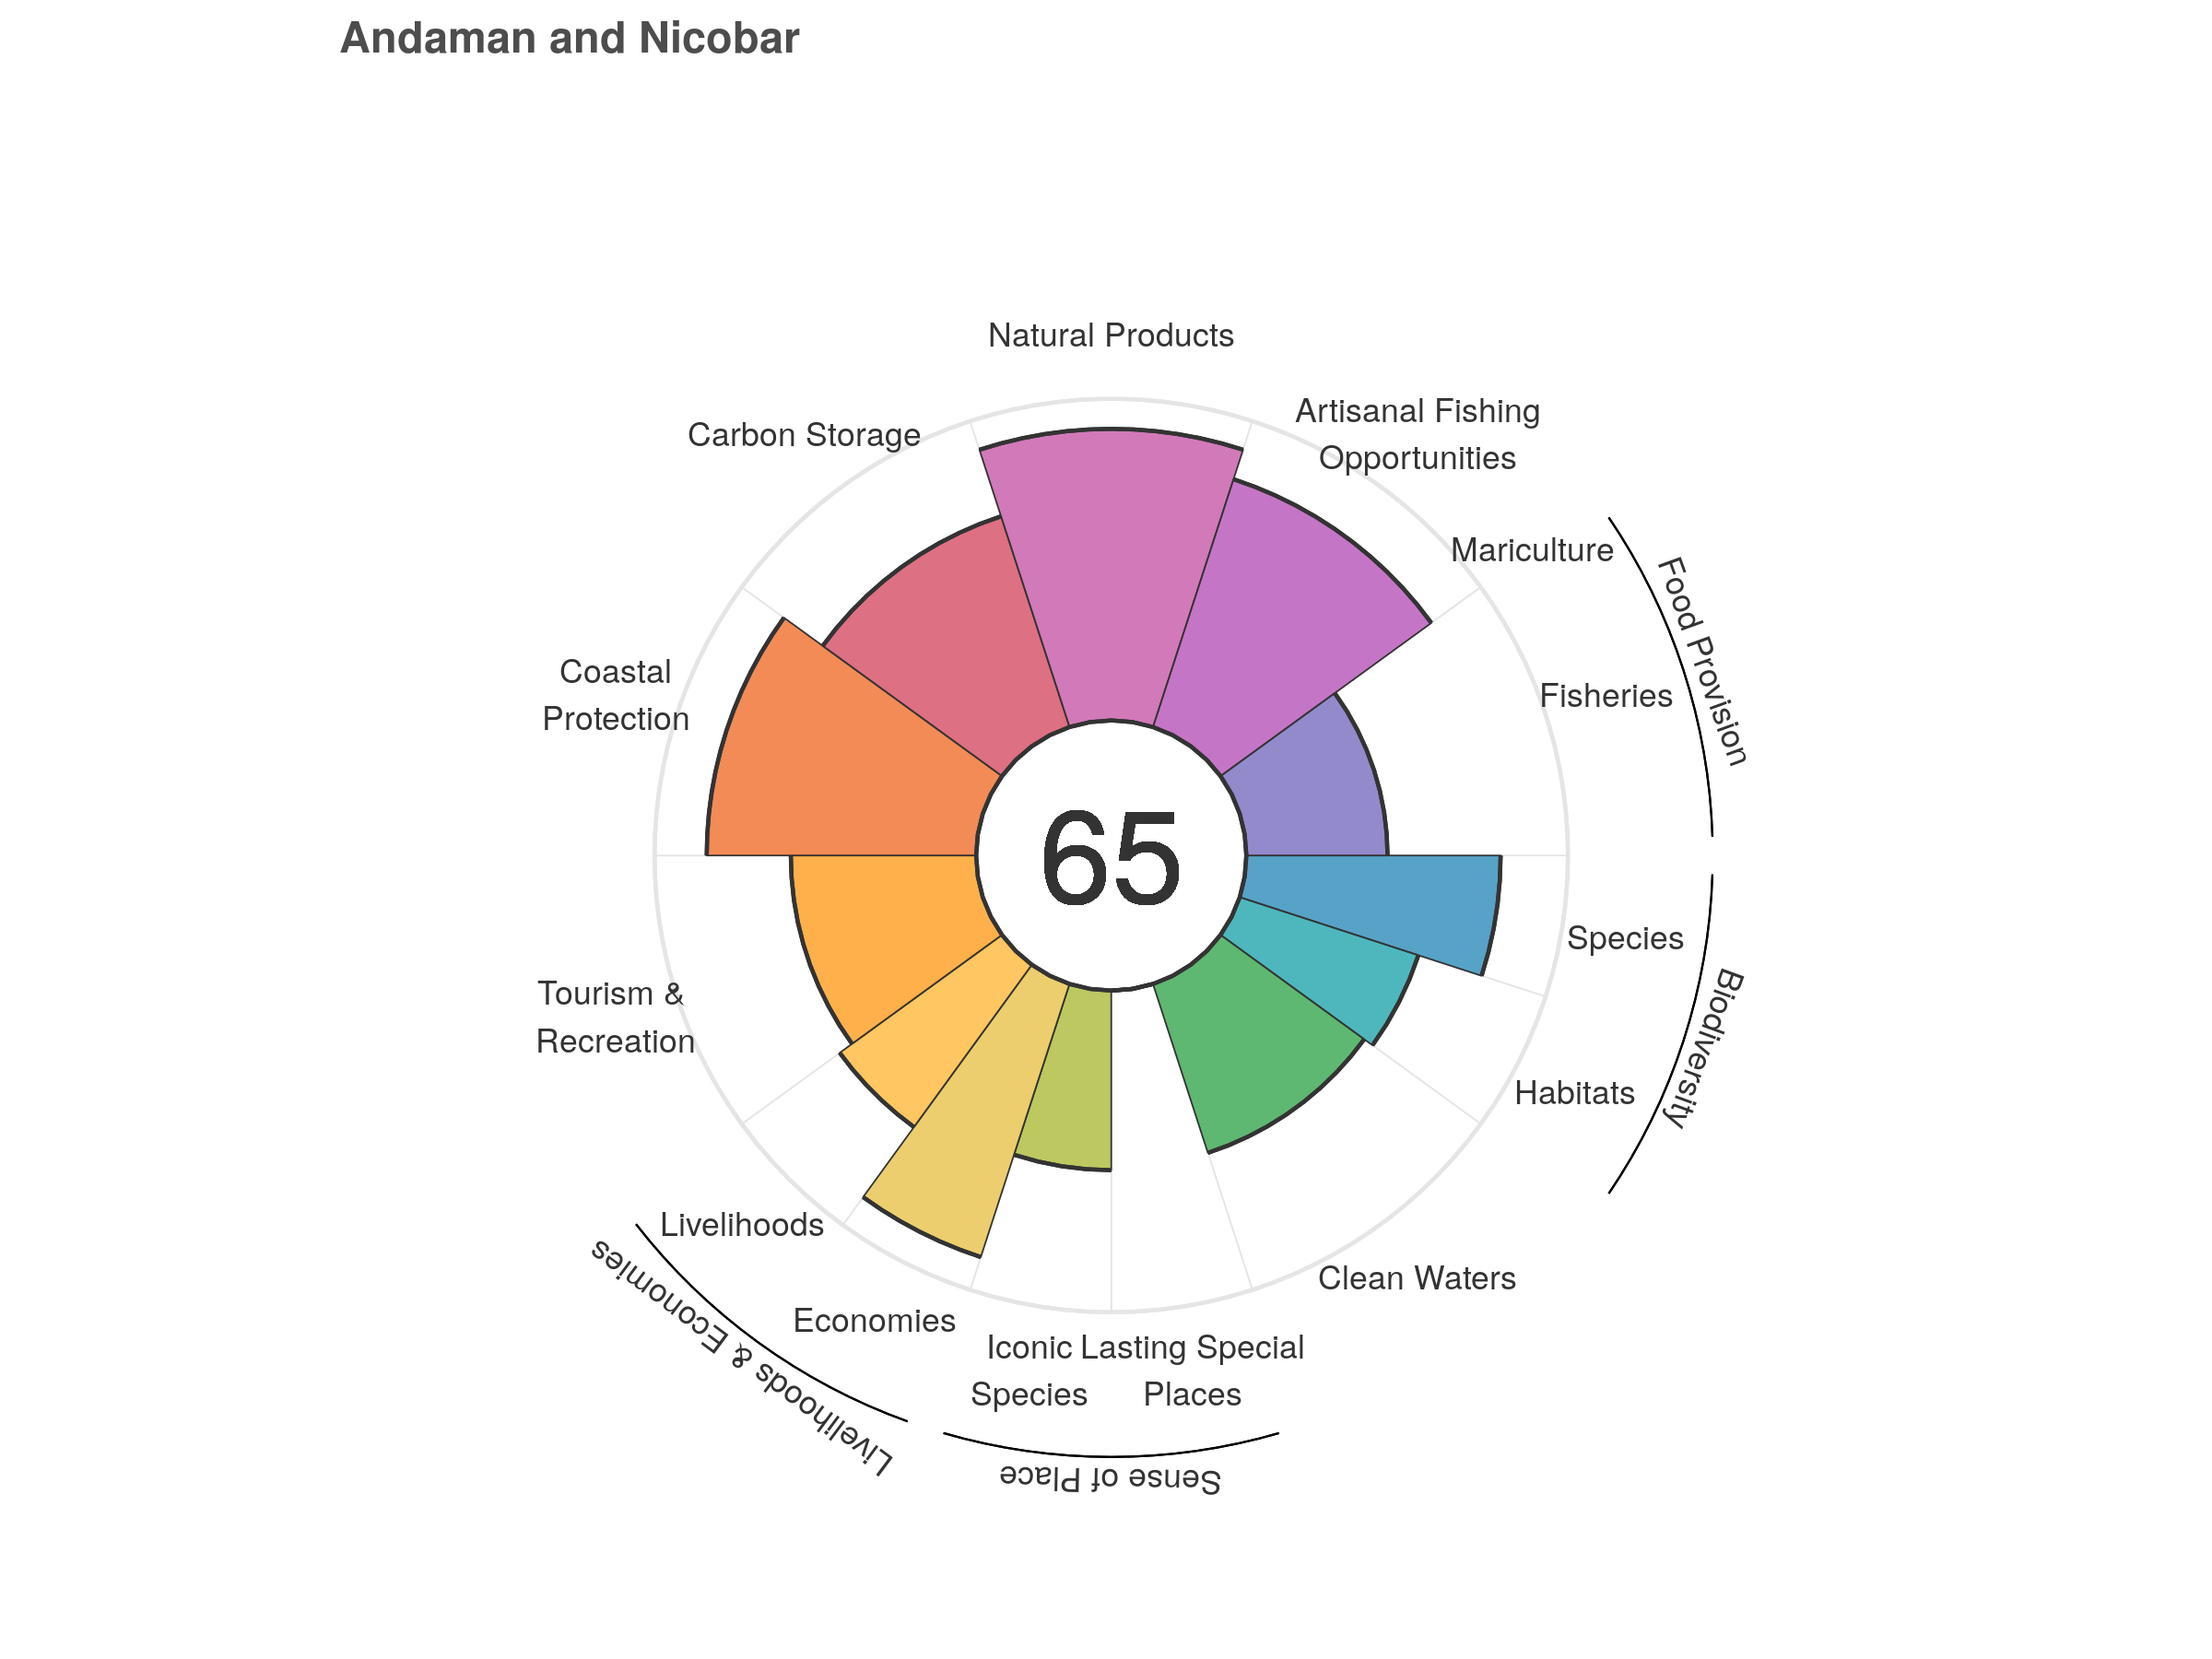 Andaman and Nicobar
Natural Products
Artisanal Fishing
Opportunities
Carbon Storage
Mariculture
Food Provision
Fisheries
Coastal
Protection
65
Species
Biodiversity
Habitats
Tourism &
Recreation
Livelihoods
Livelihoods & Economies
Clean Waters
Economies
Iconic
Species
Lasting Special
Places
Sense of Place